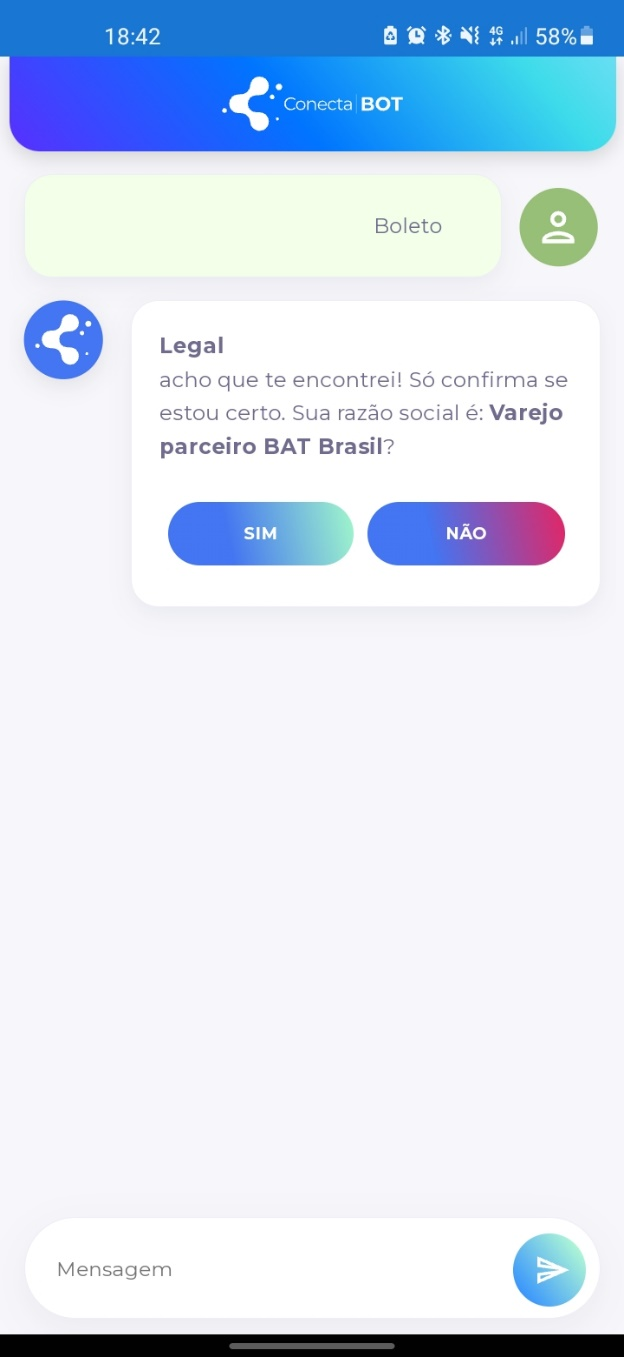 18:42 4G 58%
Conecta BOT
Boleto
Legal
acho que te encontrei! Só confirma se
estou certo. Sua razão social é: Varejo
parceiro BAT Brasil?
SIM NÃO
Mensagem